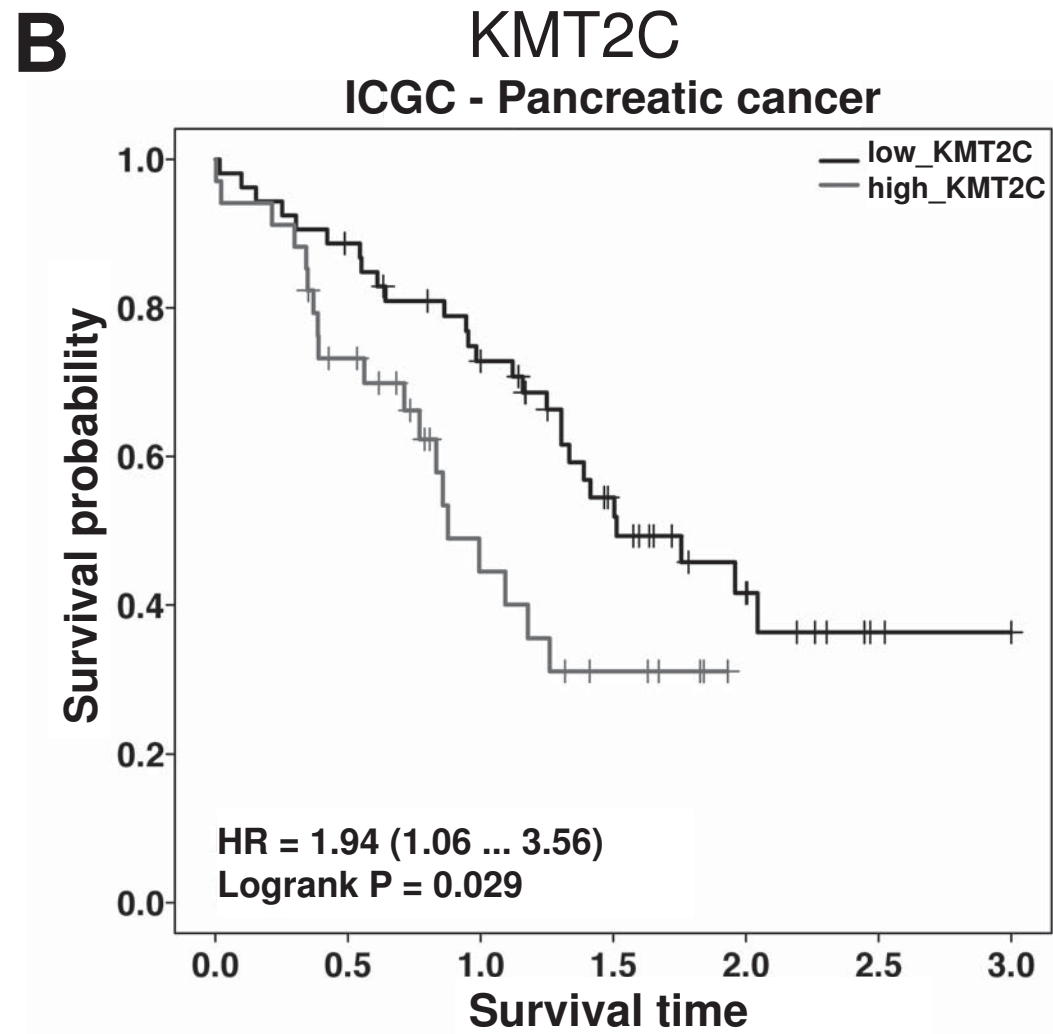 B
KMT2C
ICGC - Pancreatic cancer
low_KMT2C
high_KMT2C
Survival probability
1.0
0.8
0.6
0.4
0.2
0.0
HR = 1.94 (1.06 ... 3.56)
Logrank P = 0.029
0.0 0.5 1.0 1.5 2.0 2.5 3.0
Survival time